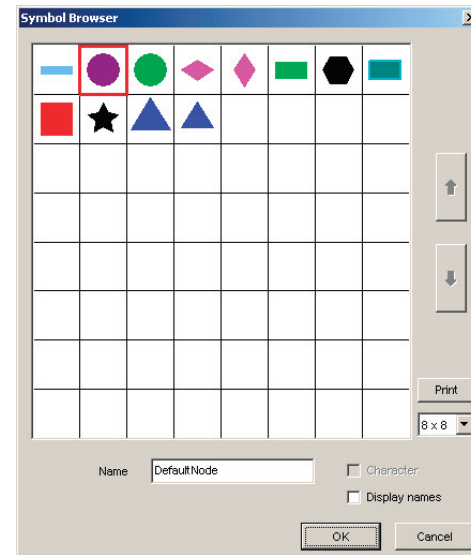 Symbol Browser
Print
8 x 8
Name DefaultNode
Character
Display names
OK Cancel